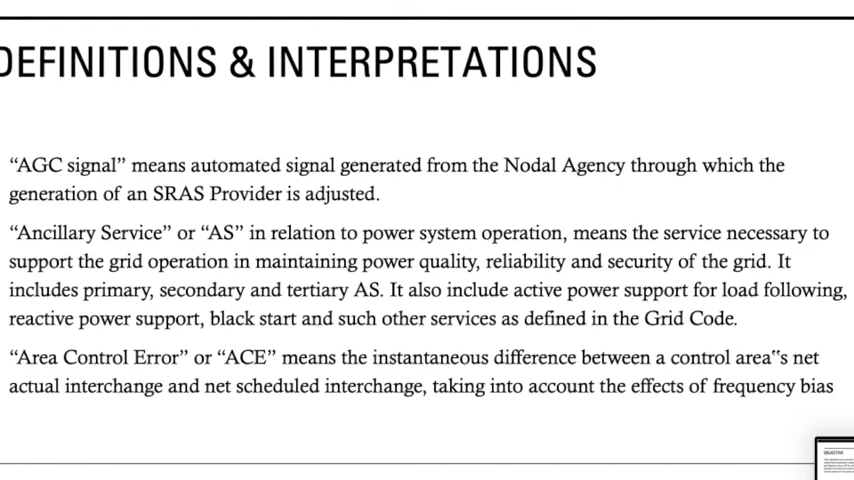 DEFINITIONS & INTERPRETATIONS
“AGC signal” means automated signal generated from the Nodal Agency through which the
generation of an SRAS Provider is adjusted.
“Ancillary Service” or “AS” in relation to power system operation, means the service necessary to
support the grid operation in maintaining power quality, reliability and security of the grid. It
includes primary, secondary and tertiary AS. It also include active power support for load following,
reactive power support, black start and such other services as defined in the Grid Code.
“Area Control Error” or “ACE” means the instantaneous difference between a control area‟s net
actual interchange and net scheduled interchange, taking into account the effects of frequency bias
OBJECTIVE